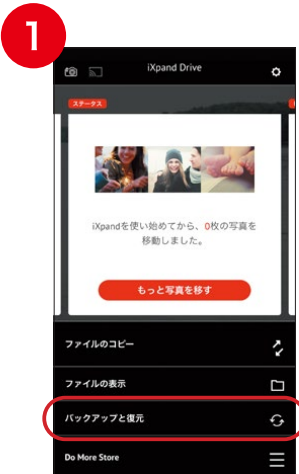 1
iXpand Drive
ステータス
iXpandを使い始めてから、0枚の写真を
移動しました。
もっと写真を移す
ファイルのコピー
ファイルの表示
バックアップと復元
Do More Store